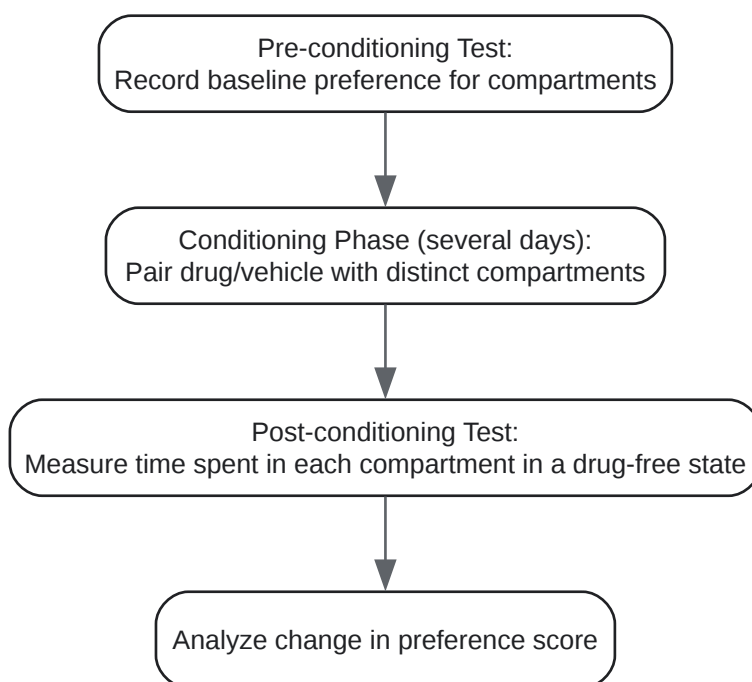 Pre-conditioning Test:
Record baseline preference for compartments
Conditioning Phase (several days):
Pair drug/vehicle with distinct compartments
Post-conditioning Test:
Measure time spent in each compartment in a drug-free state
Analyze change in preference score